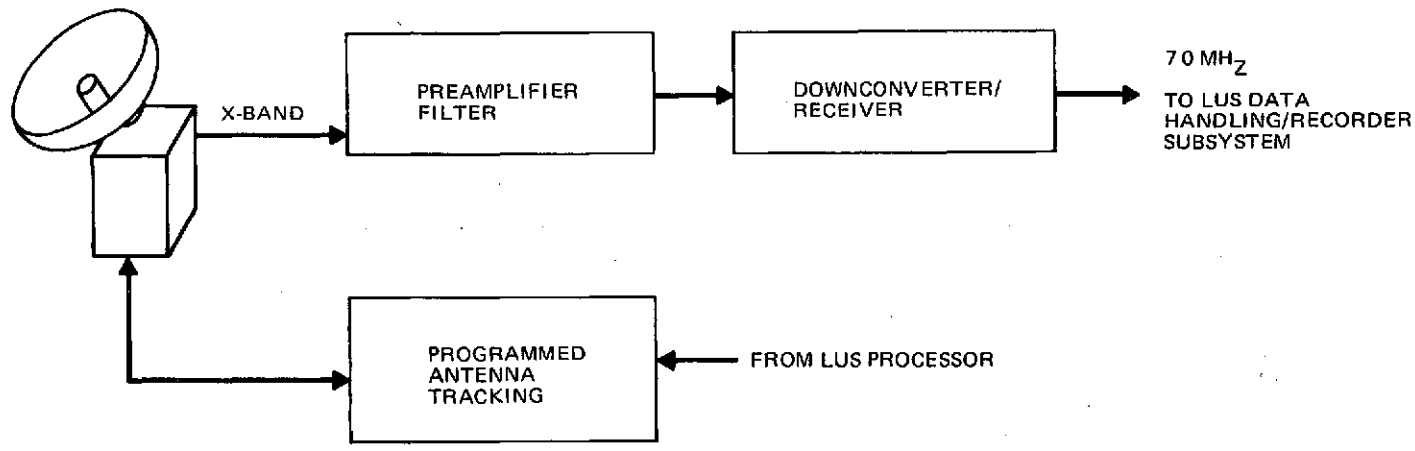 X-BAND
PREAMPLIFIER
FILTER
DOWNCONVERTER/
RECEIVER
70 MHZ
TO LUS DATA
HANDLING/RECORDER
SUBSYSTEM
PROGRAMMED
ANTENNA
TRACKING
FROM LUS PROCESSOR